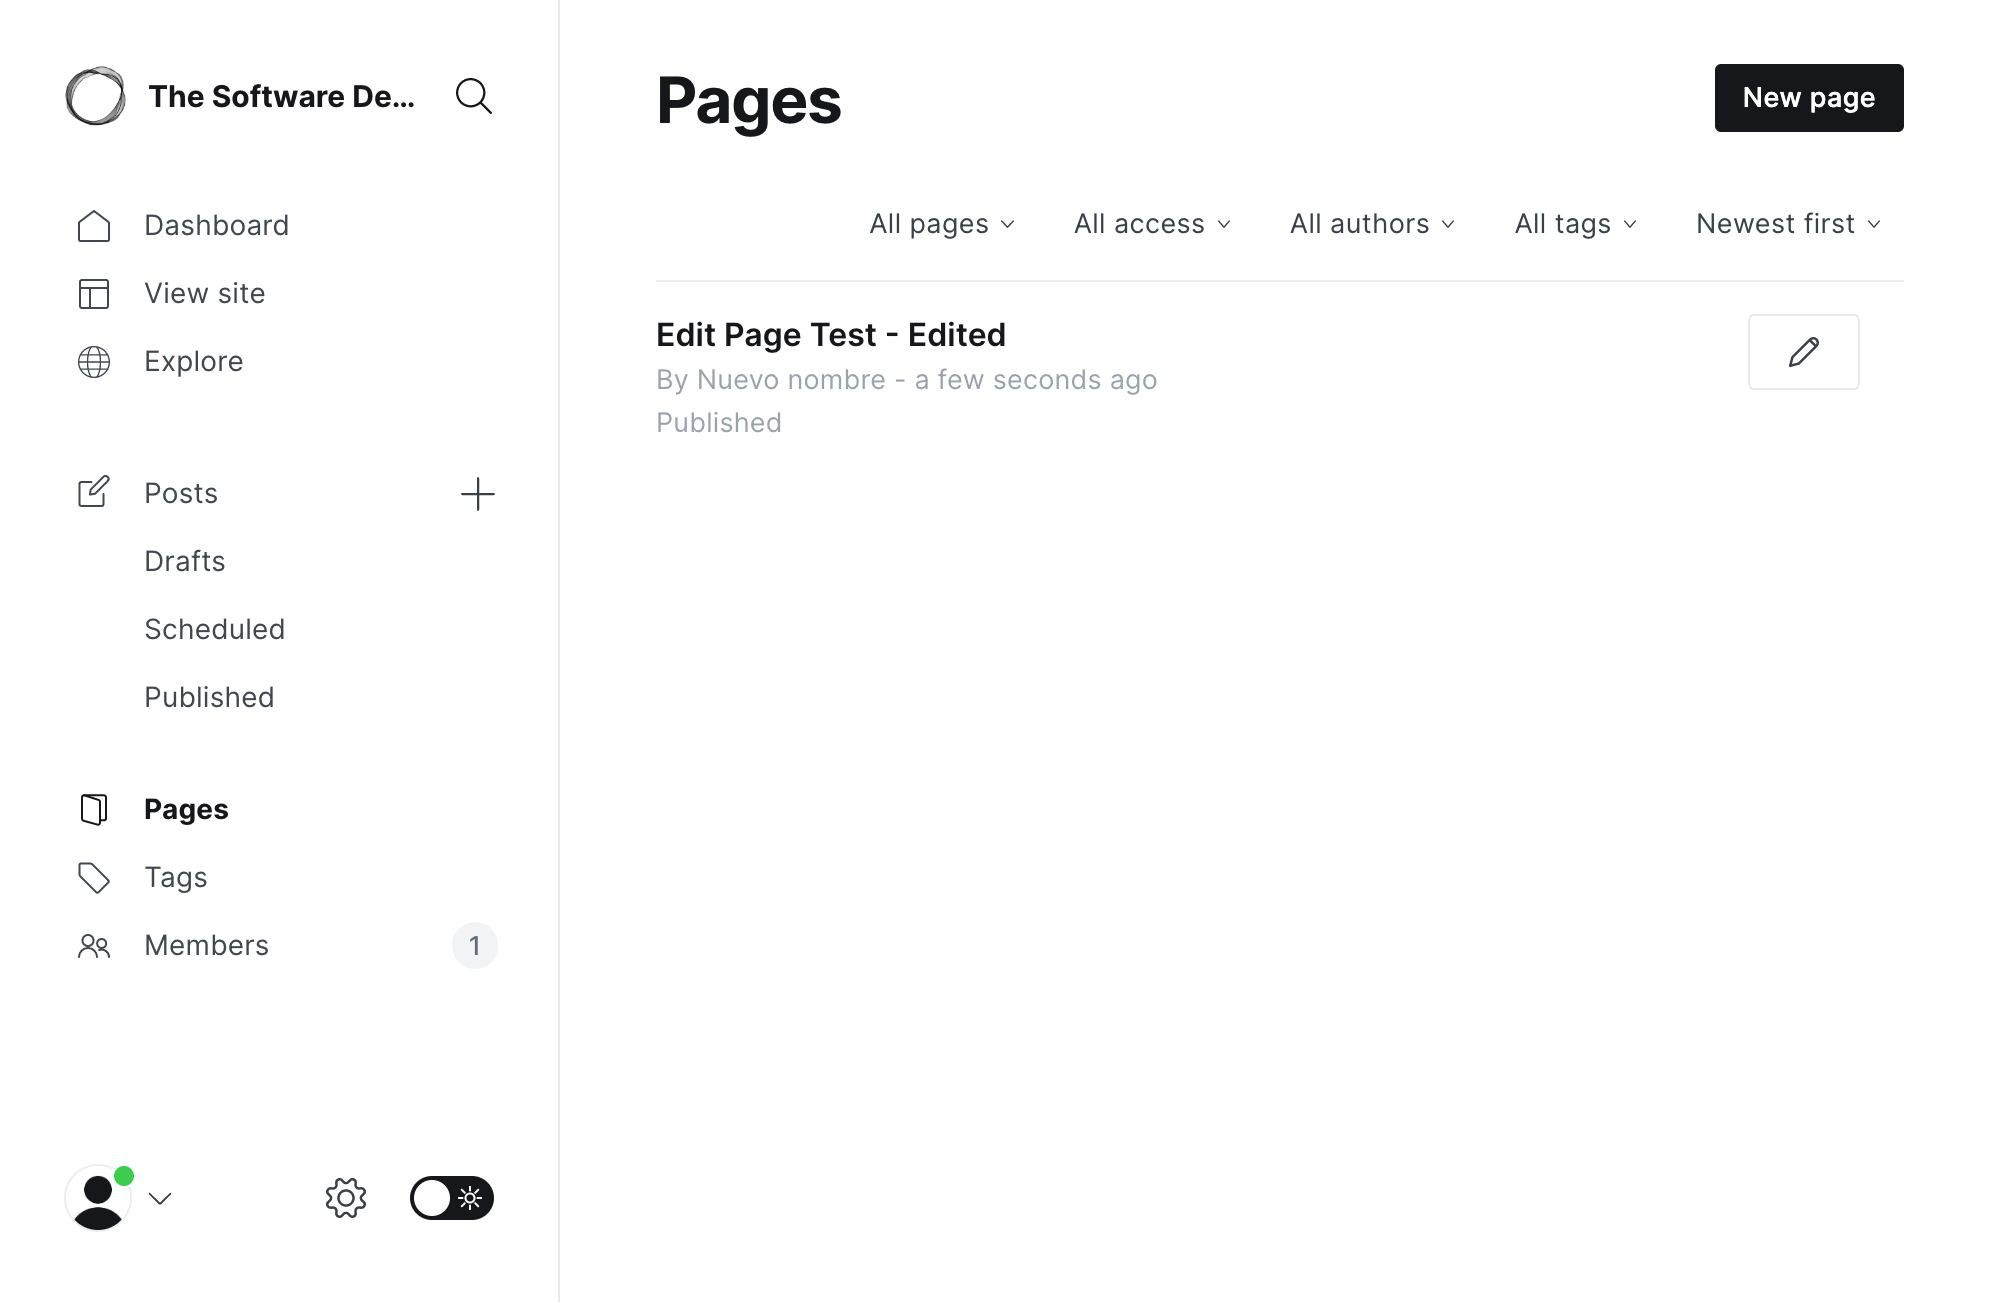 The Software De...
Dashboard
View site
Explore
Posts
Drafts
Scheduled
Published
Pages
Tags
Members
1
Pages
New page
All pages
All access
All authors
All tags
Newest first
Edit Page Test - Edited
By Nuevo nombre - a few seconds ago
Published